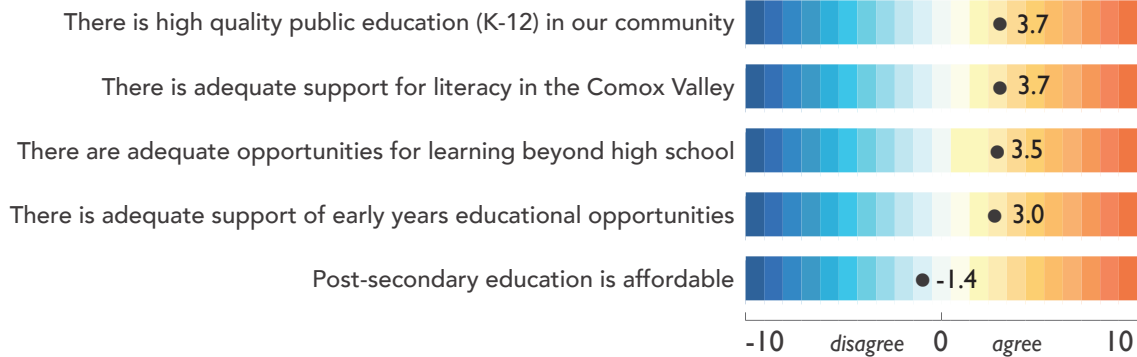 There is high quality public education (K-12) in our community 3.7
There is adequate support for literacy in the Comox Valley 3.7
There are adequate opportunities for learning beyond high school 3.5
There is adequate support of early years educational opportunities 3.0
Post-secondary education is affordable -1.4
-10 disagree 0 agree 10